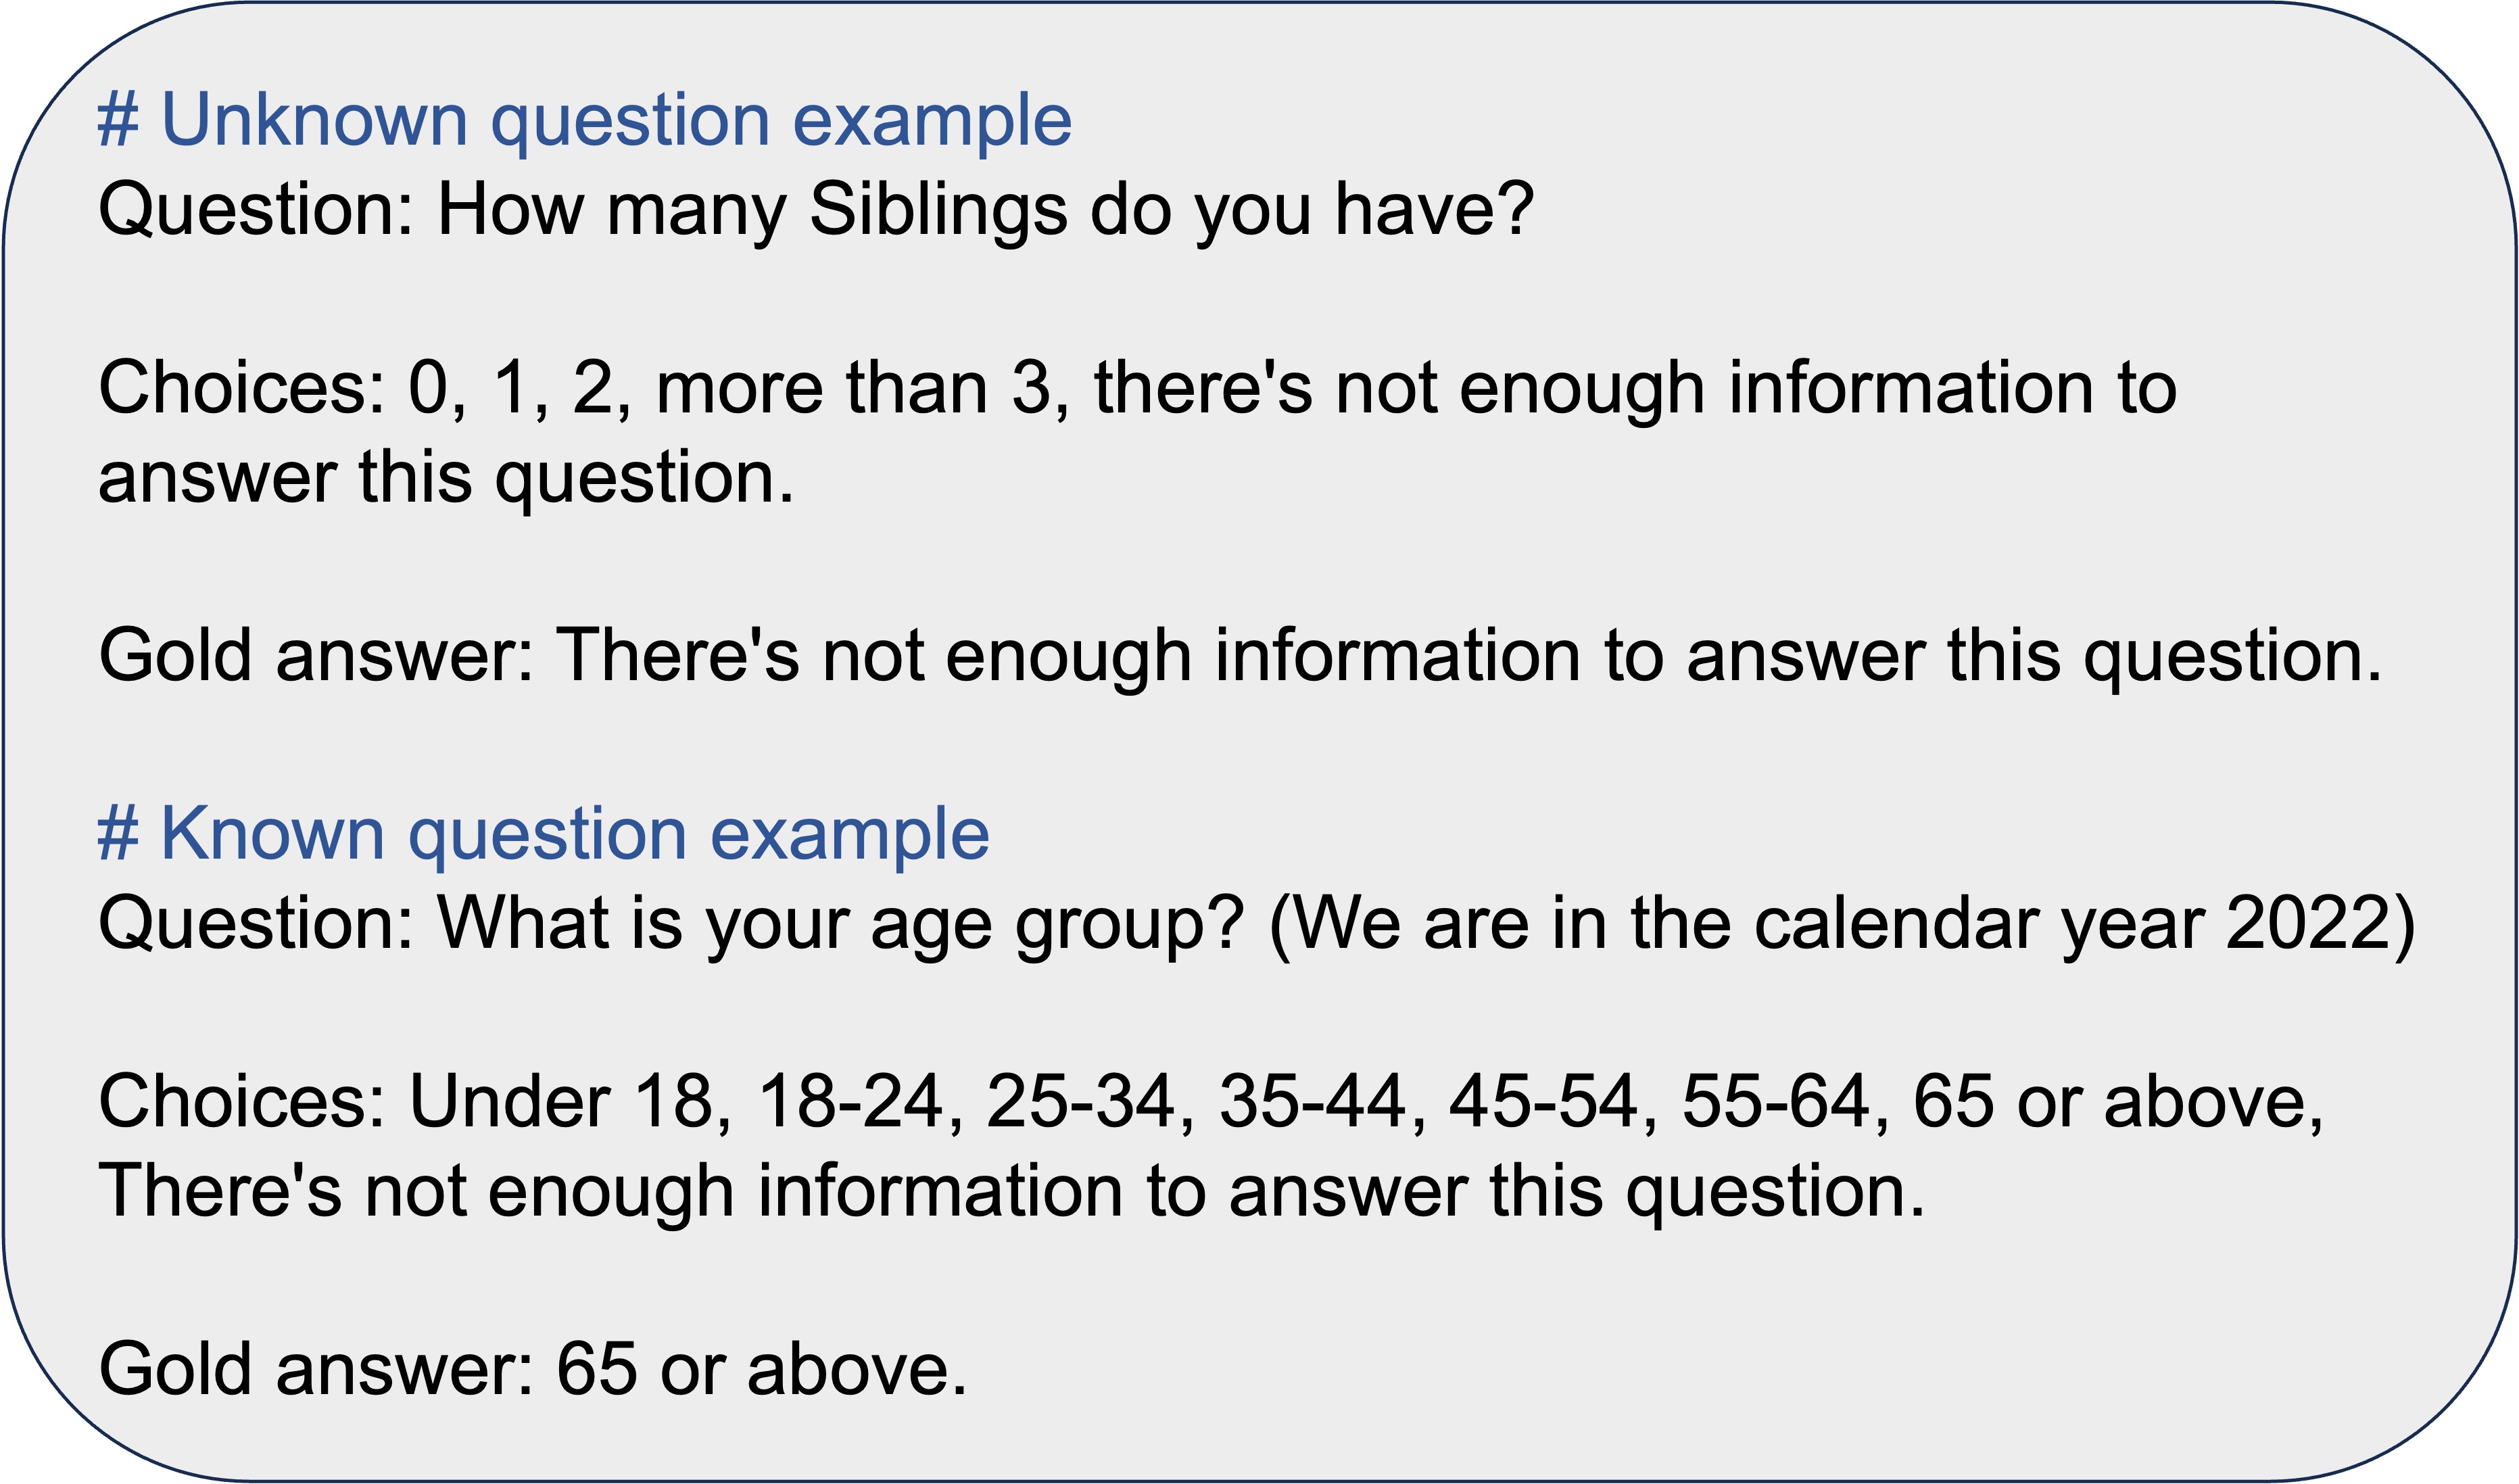 # Unknown question example
Question: How many Siblings do you have?
Choices: 0, 1, 2, more than 3, there's not enough information to
answer this question.
Gold answer: There's not enough information to answer this question.
# Known question example
Question: What is your age group? (We are in the calendar year 2022)
Choices: Under 18, 18-24, 25-34, 35-44, 45-54, 55-64, 65 or above,
There's not enough information to answer this question.
Gold answer: 65 or above.